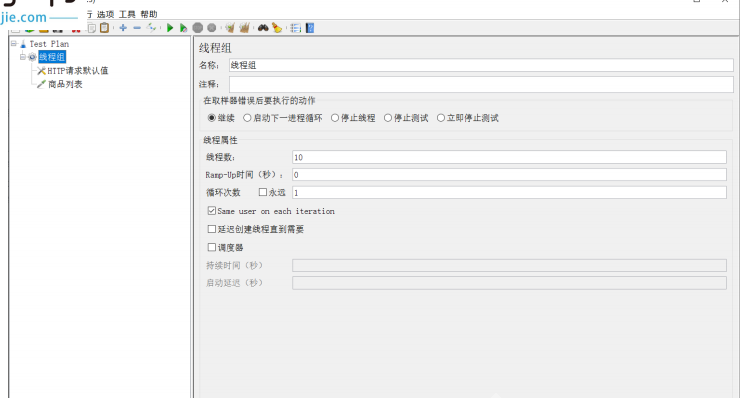 jie.com
行 选项 工具 帮助
Test Plan
线程组
HTTP请求默认值
商品列表
线程组
名称: 线程组
注释:
在取样器错误后要执行的动作
继续 启动下一进程循环 停止线程 停止测试 立即停止测试
线程属性
线程数: 10
Ramp-Up时间（秒）: 0
循环次数 永远 1
Same user on each iteration
延迟创建线程直到需要
调度器
持续时间（秒）
启动延迟（秒）